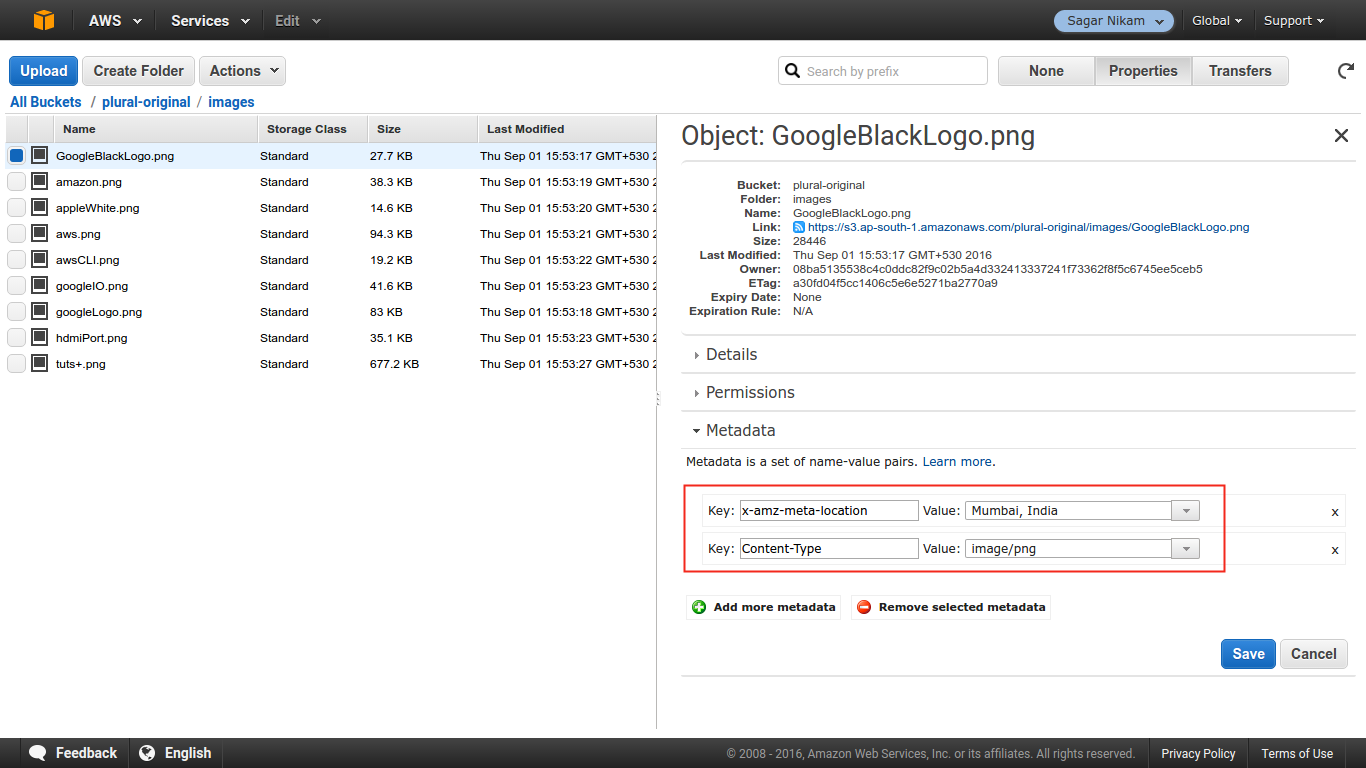 AWS Services Edit Sagar Nikam Global Support
Upload Create Folder Actions Search by prefix None Properties Transfers
All Buckets / plural-original / images
Name Storage Class Size Last Modified
GoogleBlackLogo.png Standard 27.7 KB Thu Sep 01 15:53:17 GMT+530 2
amazon.png Standard 38.3 KB Thu Sep 01 15:53:19 GMT+530 2
appleWhite.png Standard 14.6 KB Thu Sep 01 15:53:20 GMT+530 2
aws.png Standard 94.3 KB Thu Sep 01 15:53:21 GMT+530 2
awsCLI.png Standard 19.2 KB Thu Sep 01 15:53:22 GMT+530 2
googleIO.png Standard 41.6 KB Thu Sep 01 15:53:23 GMT+530 2
googleLogo.png Standard 83 KB Thu Sep 01 15:53:18 GMT+530 2
hdmiPort.png Standard 35.1 KB Thu Sep 01 15:53:23 GMT+530 2
tuts+.png Standard 677.2 KB Thu Sep 01 15:53:27 GMT+530 2
Object: GoogleBlackLogo.png
Bucket: plural-original
Folder: images
Name: GoogleBlackLogo.png
Link: https://s3.ap-south-1.amazonaws.com/plural-original/images/GoogleBlackLogo.png
Size: 28446
Last Modified: Thu Sep 01 15:53:17 GMT+530 2016
Owner: 08ba5135538c4c0ddc82f9c02b5a4d332413337241f73362f8f5c6745ee5ceb5
ETag: a30fd04f5cc1406c5e6e5271ba2770a9
Expiry Date: None
Expiration Rule: N/A
Details
Permissions
Metadata
Metadata is a set of name-value pairs. Learn more.
Key: x-amz-meta-location Value: Mumbai, India x
Key: Content-Type Value: image/png x
Add more metadata Remove selected metadata
Save Cancel
Feedback English © 2008 - 2016, Amazon Web Services, Inc. or its affiliates. All rights reserved. Privacy Policy Terms of Use